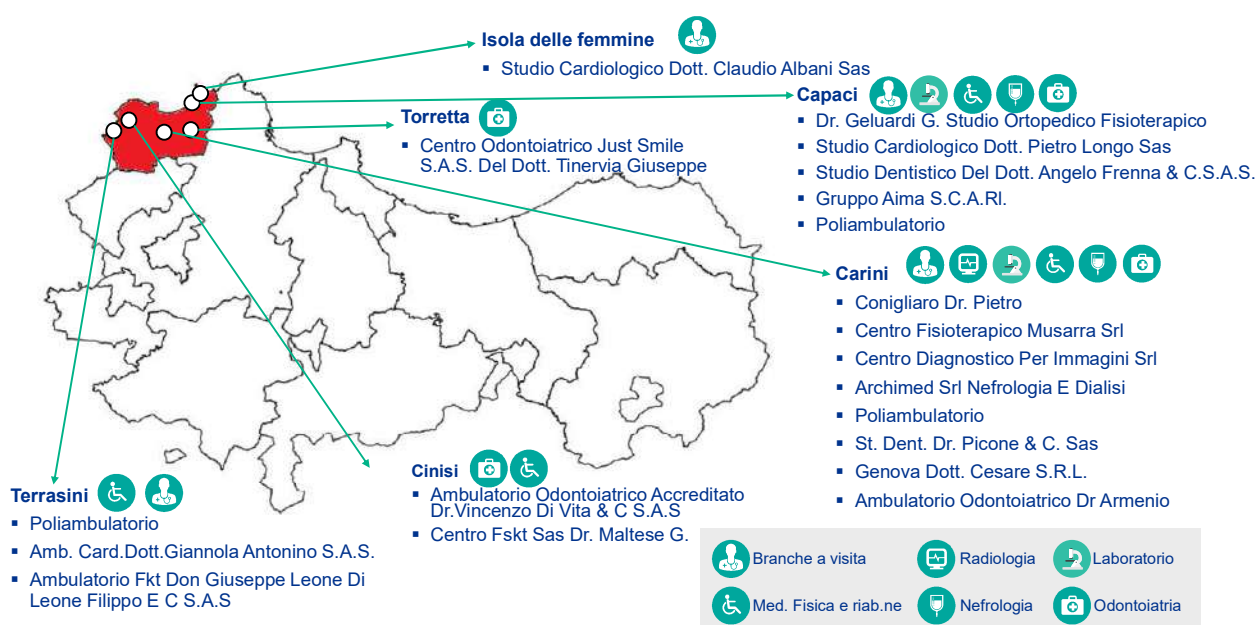 Isola delle femmine
▪ Studio Cardiologico Dott. Claudio Albani Sas
Capaci
▪ Dr. Geluardi G. Studio Ortopedico Fisioterapico
▪ Studio Cardiologico Dott. Pietro Longo Sas
▪ Studio Dentistico Del Dott. Angelo Frenna & C.S.A.S.
▪ Gruppo Aima S.C.A.Rl.
▪ Poliambulatorio
Torretta
▪ Centro Odontoiatrico Just Smile
S.A.S. Del Dott. Tinervia Giuseppe
Carini
▪ Conigliaro Dr. Pietro
▪ Centro Fisioterapico Musarra Srl
▪ Centro Diagnostico Per Immagini Srl
▪ Archimed Srl Nefrologia E Dialisi
▪ Poliambulatorio
▪ St. Dent. Dr. Picone & C. Sas
▪ Genova Dott. Cesare S.R.L.
▪ Ambulatorio Odontoiatrico Dr Armenio
Terrasini
▪ Poliambulatorio
▪ Amb. Card.Dott.Giannola Antonino S.A.S.
▪ Ambulatorio Fkt Don Giuseppe Leone Di
Leone Filippo E C S.A.S
Cinisi
▪ Ambulatorio Odontoiatrico Accreditato
Dr.Vincenzo Di Vita & C S.A.S
▪ Centro Fskt Sas Dr. Maltese G.
Branche a visita
Radiologia
Laboratorio
Med. Fisica e riab.ne
Nefrologia
Odontoiatria